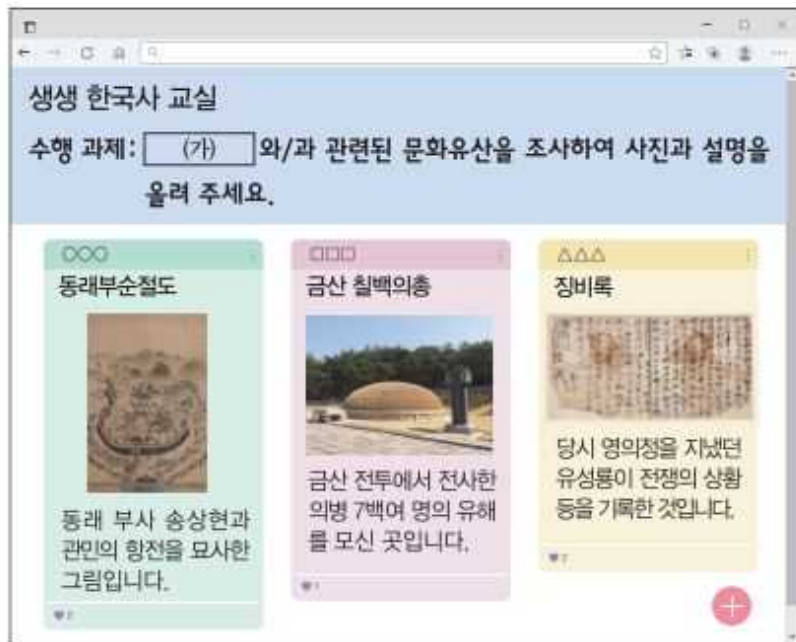 생생 한국사 교실
수행 과제: (가) 와/과 관련된 문화유산을 조사하여 사진과 설명을
올려 주세요.
○○○
동래부순절도
동래 부사 송상현과
관민의 항전을 묘사한
그림입니다.
♥2
□□□
금산 칠백의총
금산 전투에서 전사한
의병 7백여 명의 유해
를 모신 곳입니다.
♥1
△△△
징비록
당시 영의정을 지냈던
유성룡이 전쟁의 상황
등을 기록한 것입니다.
♥2